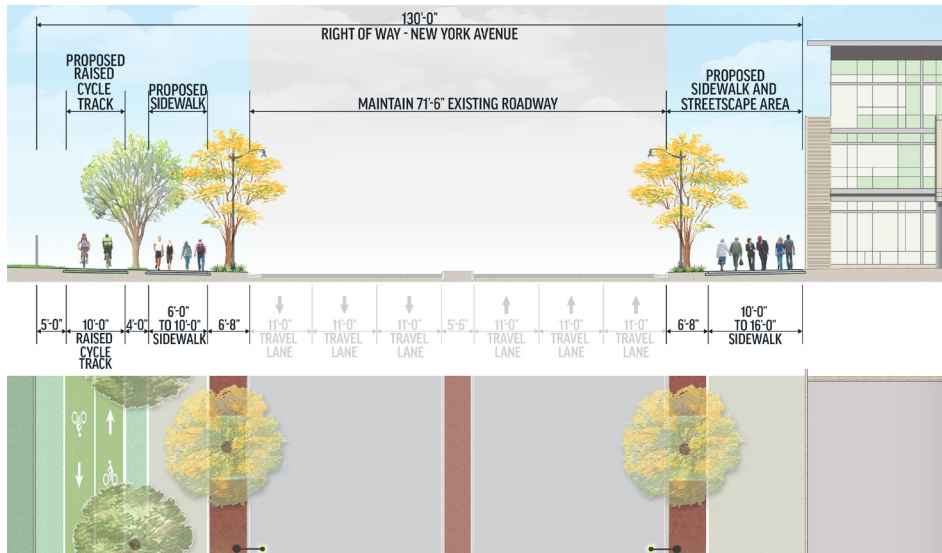 130'-0"
RIGHT OF WAY - NEW YORK AVENUE
PROPOSED
RAISED
CYCLE
TRACK
PROPOSED
SIDEWALK
MAINTAIN 71'-6" EXISTING ROADWAY
PROPOSED
SIDEWALK AND
STREETSCAPE AREA
5'-0"
10'-0"
RAISED
CYCLE
TRACK
4'-0"
6'-0"
TO 10'-0"
SIDEWALK
6'-8"
11'-0"
TRAVEL
LANE
11'-0"
TRAVEL
LANE
11'-0"
TRAVEL
LANE
5'-6"
11'-0"
TRAVEL
LANE
11'-0"
TRAVEL
LANE
11'-0"
TRAVEL
LANE
6'-8"
10'-0"
TO 16'-0"
SIDEWALK